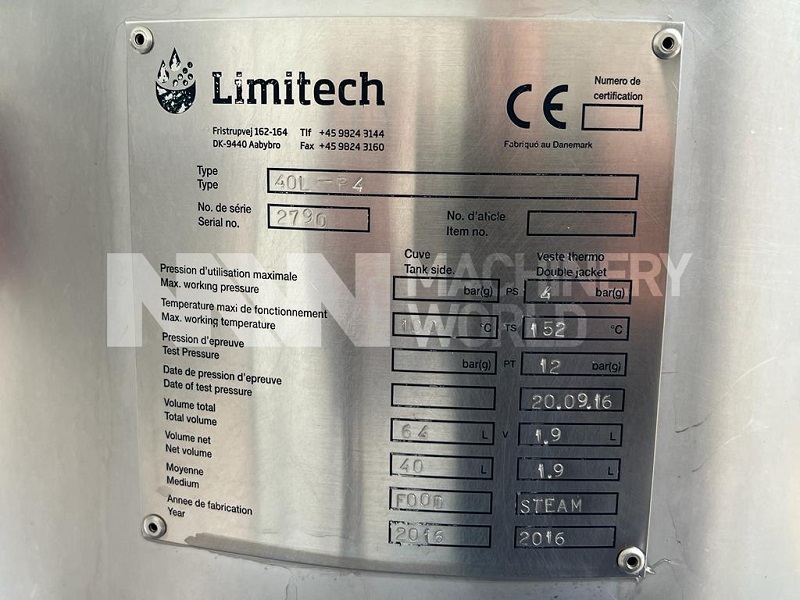 Limitech
Fristrupvej 162-164 Tlf +45 9824 3144
DK-9440 Aabybro Fax +45 9824 3160
CE
Numero de
certification
Fabriqué au Danemark
Type
Type
40L
No. de série
Serial no. 2796
No. d'aticle
Item no.
Cuve Veste thermo
Tank side. Double jacket
Pression d'utilisation maximale
Max. working pressure bar(g) PS 4 bar(g)
Temperature maxi de fonctionnement
Max. working temperature °C TS 152 °C
Pression d'epreuve
Test Pressure bar(g) PT 12 bar(g)
Date de pression d'epreuve
Date of test pressure 20.09.16
Volume total
Total volume 64 L V 1.9 L
Volume net
Net volume 40 L 1.9 L
Moyenne
Medium FOOD STEAM
Annee de fabrication
Year 2016 2016
MACHINERY
WORLD